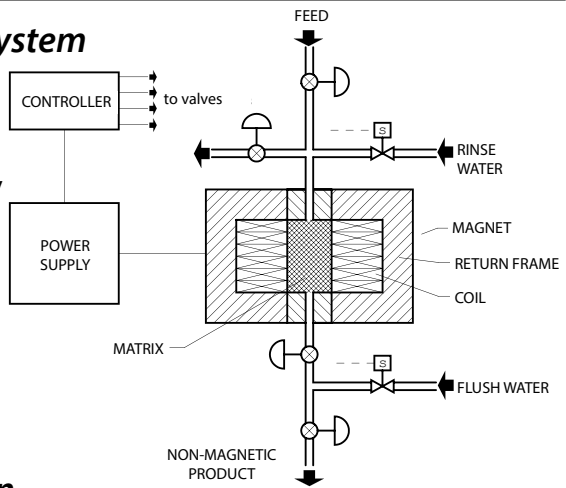 ystem
FEED
CONTROLLER
to valves
S
RINSE
WATER
MAGNET
POWER
SUPPLY
RETURN FRAME
COIL
MATRIX
S
FLUSH WATER
NON-MAGNETIC
PRODUCT